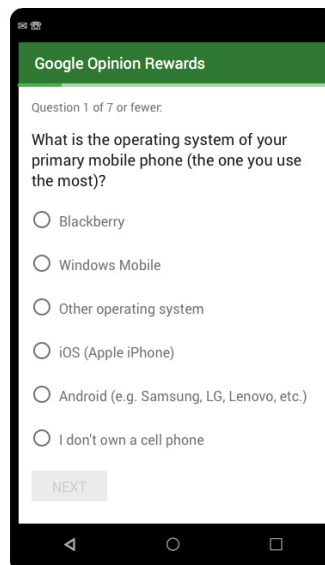 Google Opinion Rewards
Question 1 of 7 or fewer:
What is the operating system of your
primary mobile phone (the one you use
the most)?
Blackberry
Windows Mobile
Other operating system
iOS (Apple iPhone)
Android (e.g. Samsung, LG, Lenovo, etc.)
I don't own a cell phone
NEXT